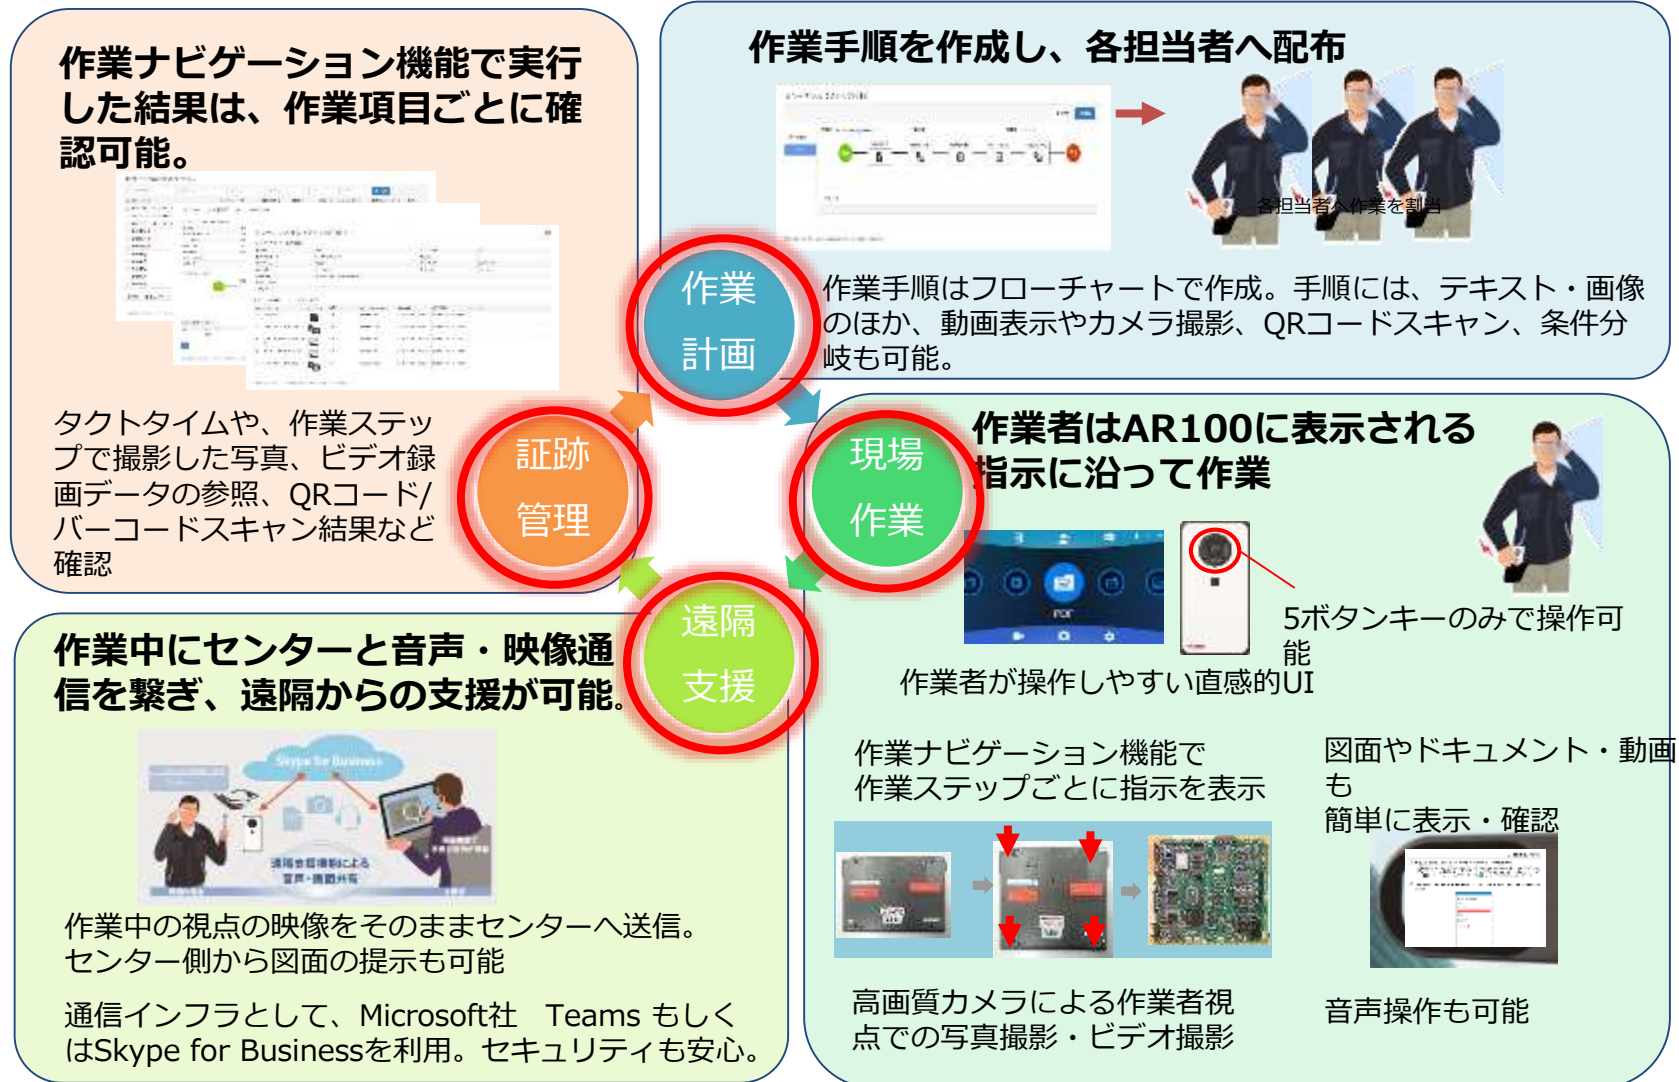 作業ナビゲーション機能で実行
した結果は、作業項目ごとに確
認可能。
タクトタイムや、作業ステッ
プで撮影した写真、ビデオ録
画データの参照、QRコード/
バーコードスキャン結果など
確認
作業手順を作成し、各担当者へ配布
各担当者へ作業を割当
作業手順はフローチャートで作成。手順には、テキスト・画像
のほか、動画表示やカメラ撮影、QRコードスキャン、条件分
岐も可能。
作業
計画
証跡
管理
現場
作業
遠隔
支援
作業者はAR100に表示される
指示に沿って作業
PDF
5ボタンキーのみで操作可
能
作業者が操作しやすい直感的UI
作業ナビゲーション機能で
作業ステップごとに指示を表示
図面やドキュメント・動画
も
簡単に表示・確認
高画質カメラによる作業者視
点での写真撮影・ビデオ撮影
音声操作も可能
作業中にセンターと音声・映像通
信を繋ぎ、遠隔からの支援が可能。
Skype for Business
遠隔支援機能による
音声・画面共有
作業中の視点の映像をそのままセンターへ送信。
センター側から図面の提示も可能
通信インフラとして、Microsoft社　Teams もしく
はSkype for Businessを利用。セキュリティも安心。